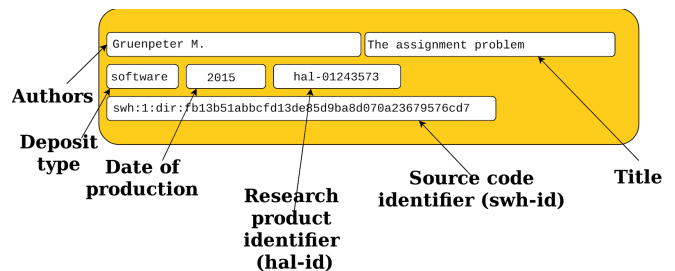 Gruenpeter M.
The assignment problem
software
2015
hal-01243573
swh:1:dir:fb13b51abbcfd13de85d9ba8d070a23679576cd7
Authors
Deposit
type
Date of
production
Research
product
identifier
(hal-id)
Source code
identifier (swh-id)
Title